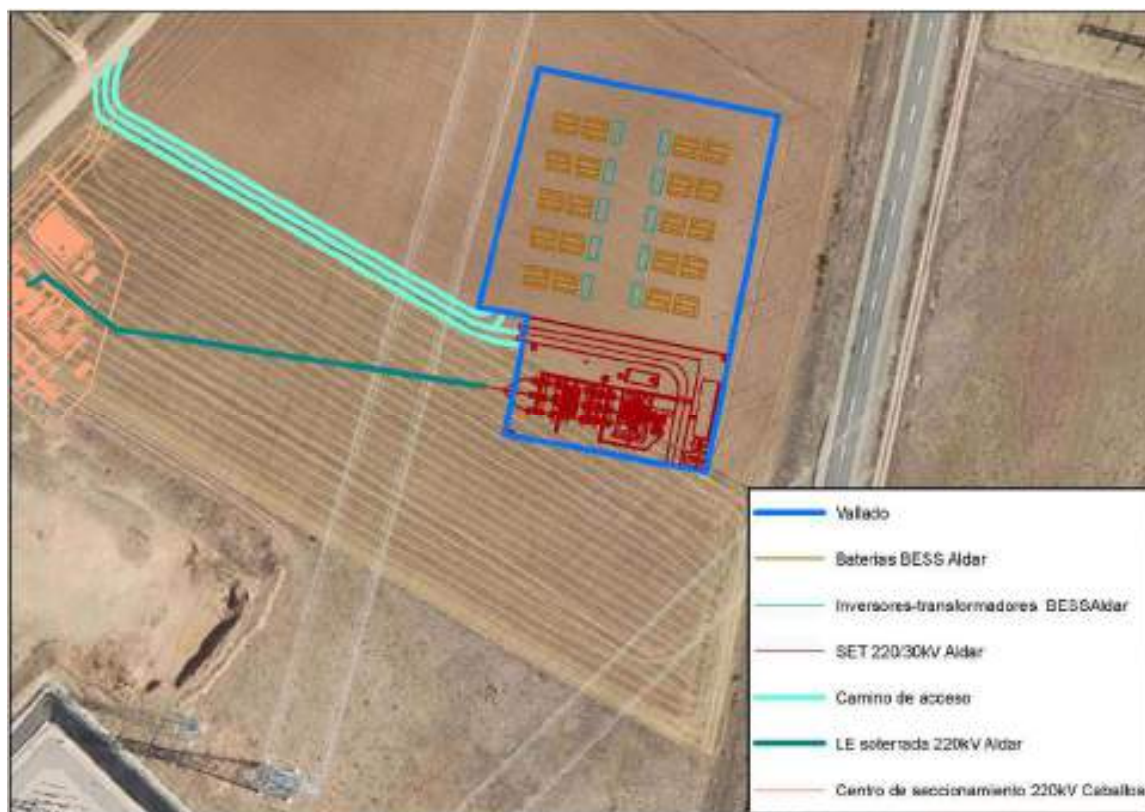 Vallado
Baterías BESS Aldar
Inversores-transformadores BESSAldar
SET 220/30kV Aldar
Camino de acceso
LE soterrada 220kV Aldar
Centro de seccionamiento 220kV Caballos